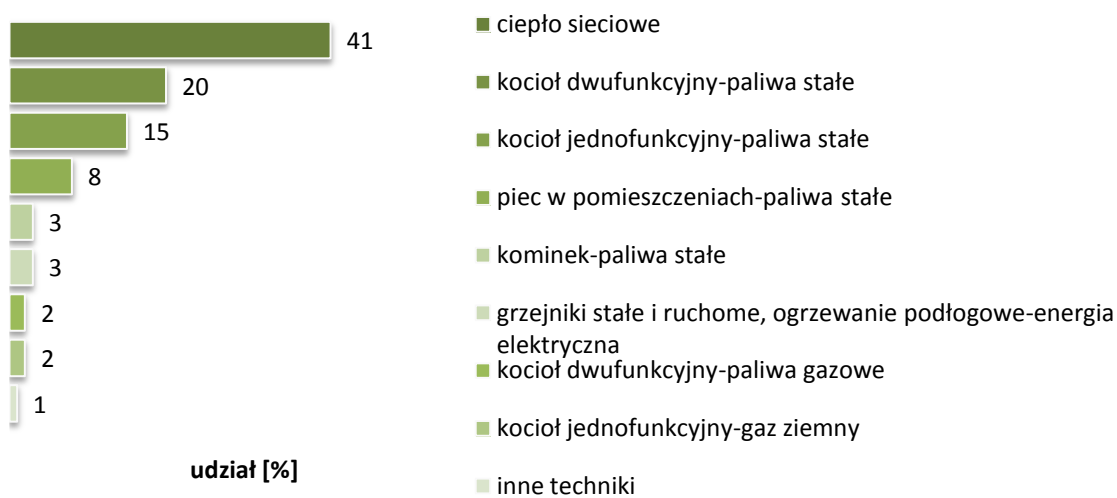 41
20
15
8
3
3
2
2
1
udział [%]
ciepło sieciowe
kocioł dwufunkcyjny-paliwa stałe
kocioł jednofunkcyjny-paliwa stałe
piec w pomieszczeniach-paliwa stałe
kominek-paliwa stałe
grzejniki stałe i ruchome, ogrzewanie podłogowe-energia
elektryczna
kocioł dwufunkcyjny-paliwa gazowe
kocioł jednofunkcyjny-gaz ziemny
inne techniki